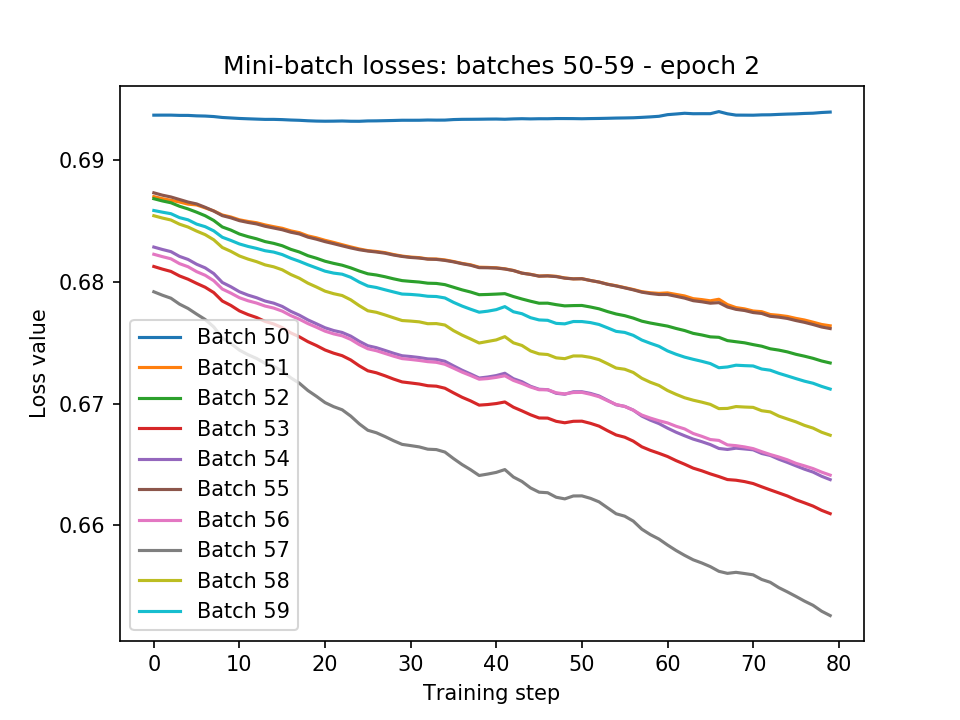 Mini-batch losses: batches 50-59 - epoch 2
Loss value
0.69
0.68
0.67
0.66
Batch 50
Batch 51
Batch 52
Batch 53
Batch 54
Batch 55
Batch 56
Batch 57
Batch 58
Batch 59
0 10 20 30 40 50 60 70 80
Training step